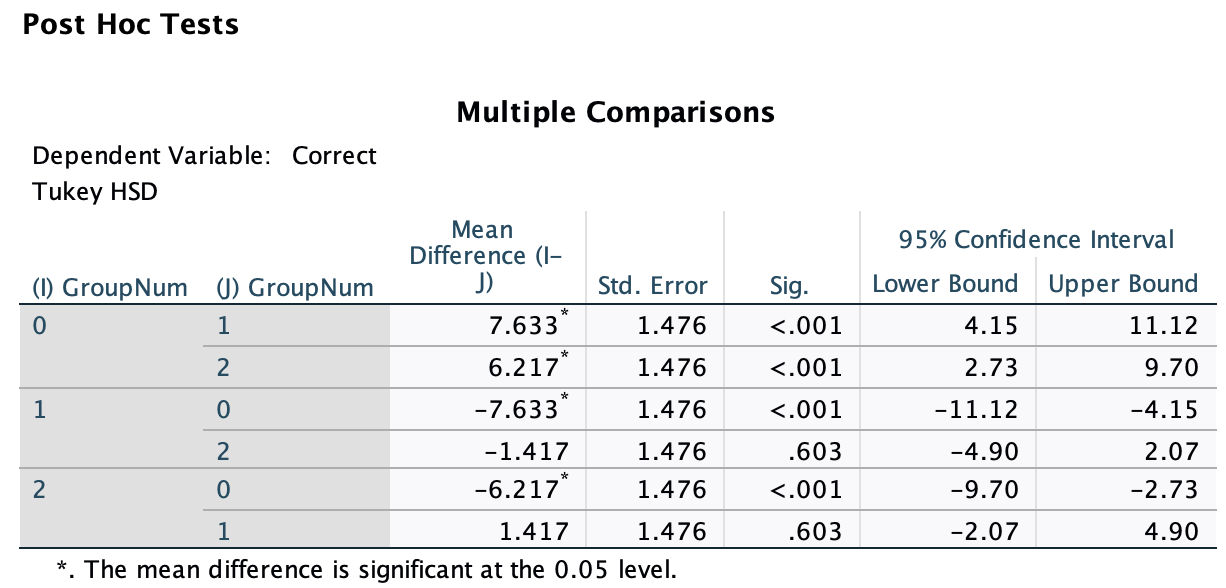 Post Hoc Tests
Multiple Comparisons
Dependent Variable: Correct
Tukey HSD
(I) GroupNum (J) GroupNum Mean Difference (I–J) Std. Error Sig. 95% Confidence Interval Lower Bound Upper Bound
0 1 7.633* 1.476 <.001 4.15 11.12
2 6.217* 1.476 <.001 2.73 9.70
1 0 −7.633* 1.476 <.001 −11.12 −4.15
2 −1.417 1.476 .603 −4.90 2.07
2 0 −6.217* 1.476 <.001 −9.70 −2.73
1 1.417 1.476 .603 −2.07 4.90
*. The mean difference is significant at the 0.05 level.